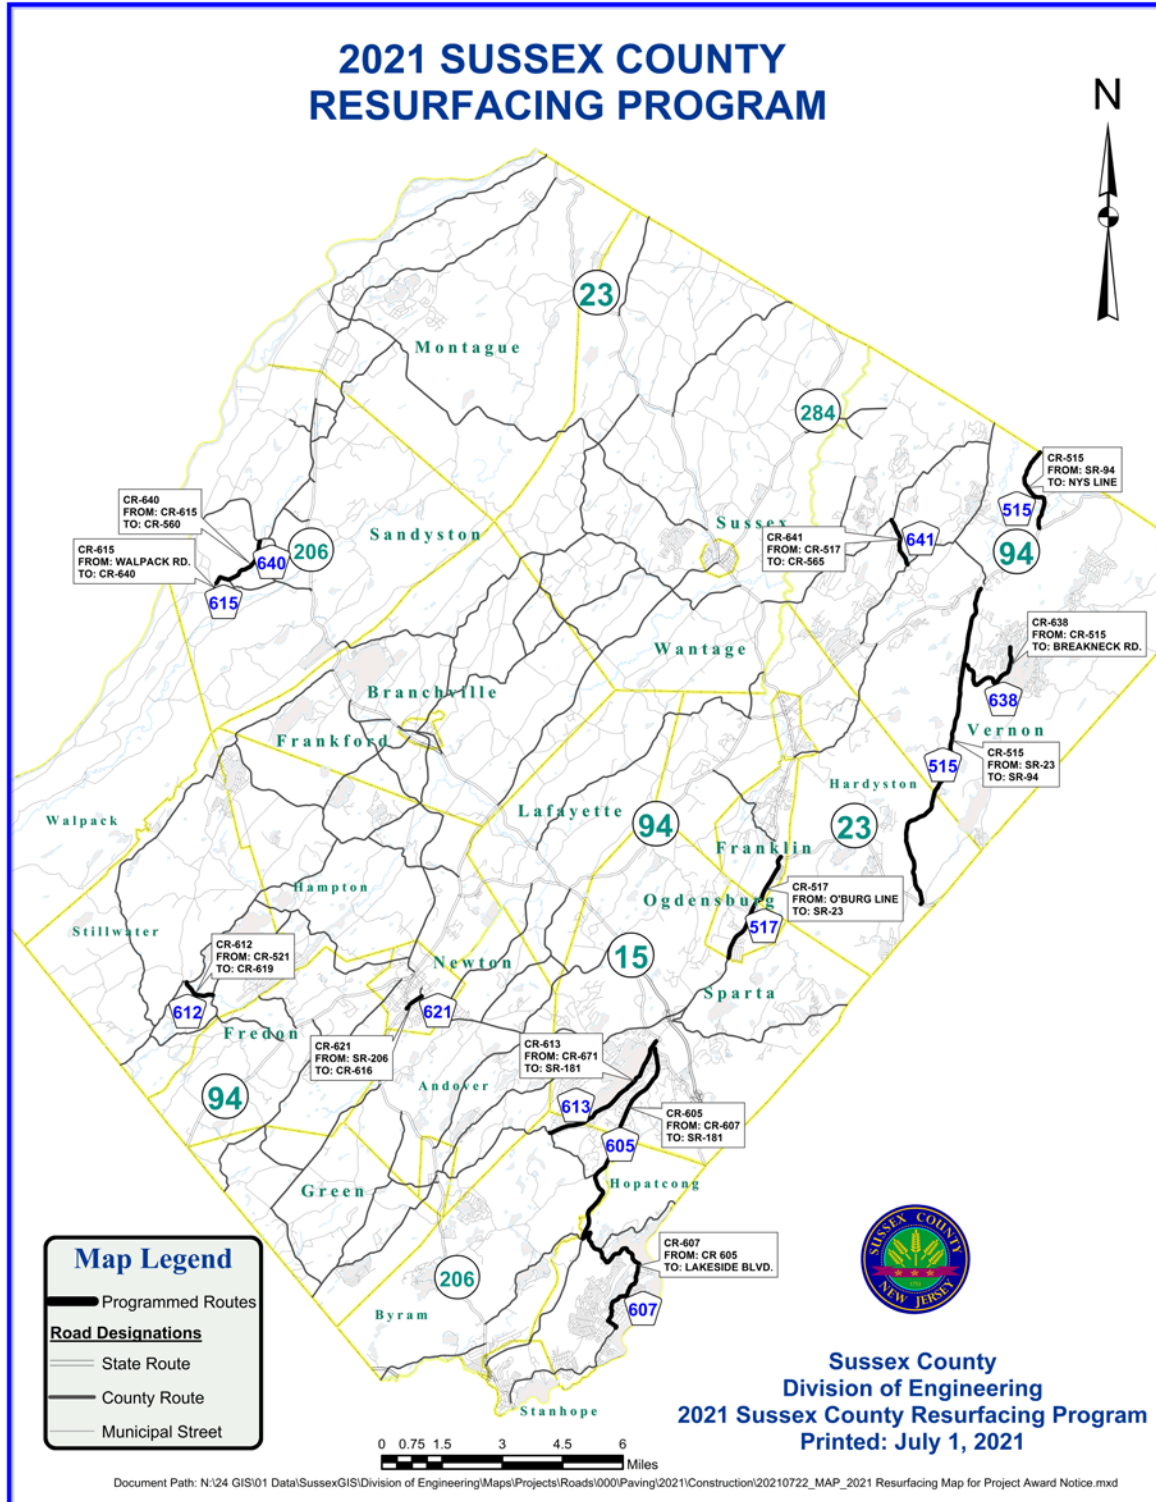 2021 SUSSEX COUNTY
RESURFACING PROGRAM
N
23
Montague
284
CR-515
FROM: SR-94
TO: NYS LINE
515
94
CR-640
FROM: CR-615
TO: CR-560
Sandyston
206
640
CR-615
FROM: WALPACK RD.
TO: CR-640
615
Sussex
CR-641
FROM: CR-517
TO: CR-565
641
CR-638
FROM: CR-515
TO: BREAKNECK RD.
638
Wantage
Branchville
Frankford
Vernon
CR-515
FROM: SR-23
TO: SR-94
515
Hardyston
Lafayette
94
23
Walpack
Franklin
Hampton
Ogdensburg
CR-517
FROM: O'BURG LINE
TO: SR-23
517
Stillwater
CR-612
FROM: CR-521
TO: CR-619
612
Newton
15
Sparta
621
Fredon
CR-621
FROM: SR-206
TO: CR-616
CR-613
FROM: CR-671
TO: SR-181
613
Andover
94
CR-605
FROM: CR-607
TO: SR-181
605
Green
Hopatcong
CR-607
FROM: CR 605
TO: LAKESIDE BLVD.
607
206
Byram
Stanhope
Map Legend
Programmed Routes
Road Designations
State Route
County Route
Municipal Street
SUSSEX COUNTY
1753
NEW JERSEY
Sussex County
Division of Engineering
2021 Sussex County Resurfacing Program
Printed: July 1, 2021
0 0.75 1.5 3 4.5 6
Miles
Document Path: N:\24 GIS\01 Data\SussexGIS\Division of Engineering\Maps\Projects\Roads\000\Paving\2021\Construction\20210722_MAP_2021 Resurfacing Map for Project Award Notice.mxd